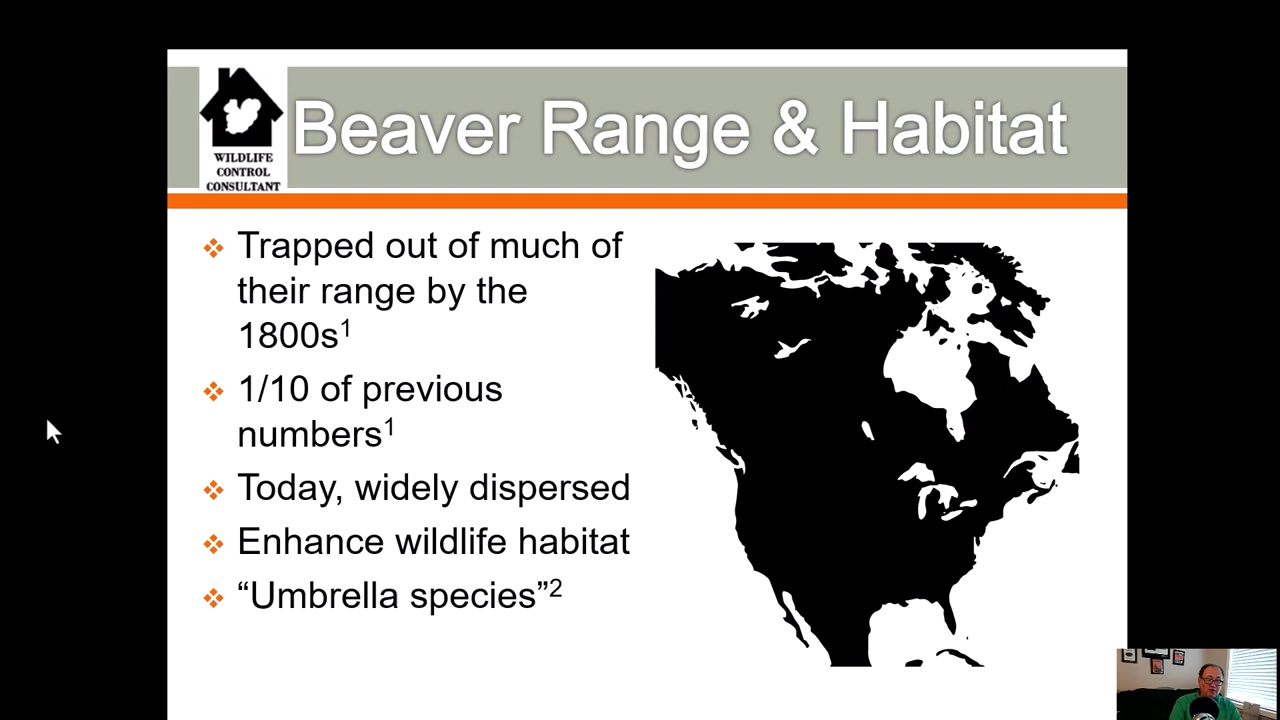 WILDLIFE
CONTROL
CONSULTANT
Beaver Range & Habitat
Trapped out of much of
their range by the
1800s¹
1/10 of previous
numbers¹
Today, widely dispersed
Enhance wildlife habitat
“Umbrella species”²